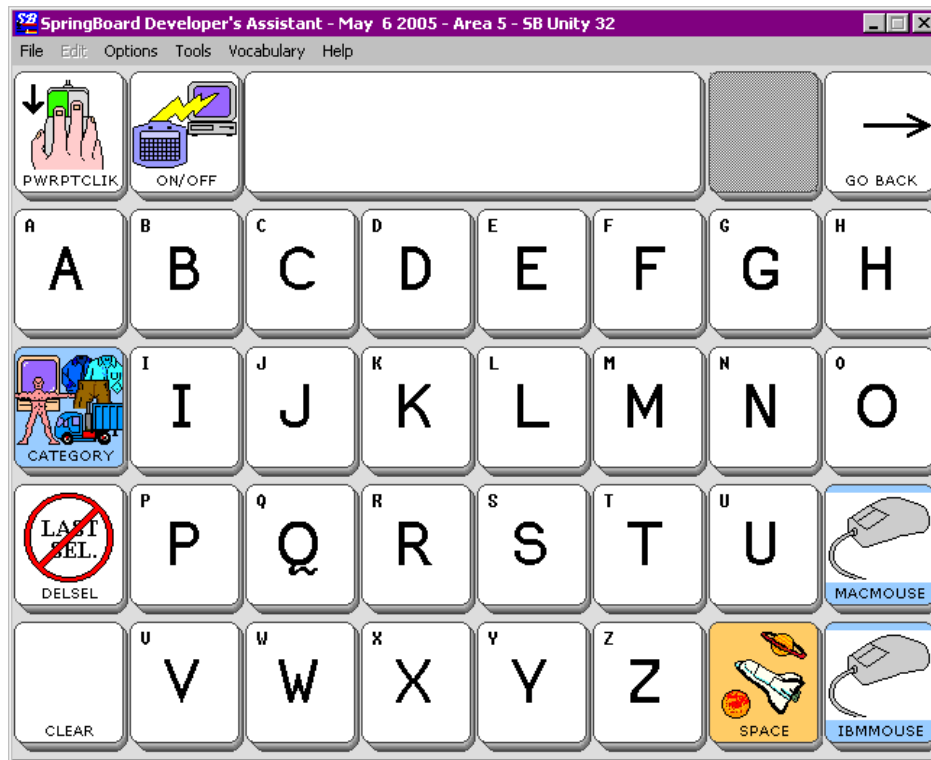 SB SpringBoard Developer's Assistant - May 6 2005 - Area 5 - SB Unity 32
File Edit Options Tools Vocabulary Help
PWRPTCLIK ON/OFF GO BACK
A B C D E F G H
A B C D E F G H
I J K L M N O
I J K L M N O
CATEGORY
P Q R S T U
LAST
SEL.
P Q R S T U
DELSEL MACMOUSE
V W X Y Z
V W X Y Z
CLEAR SPACE IBMMOUSE